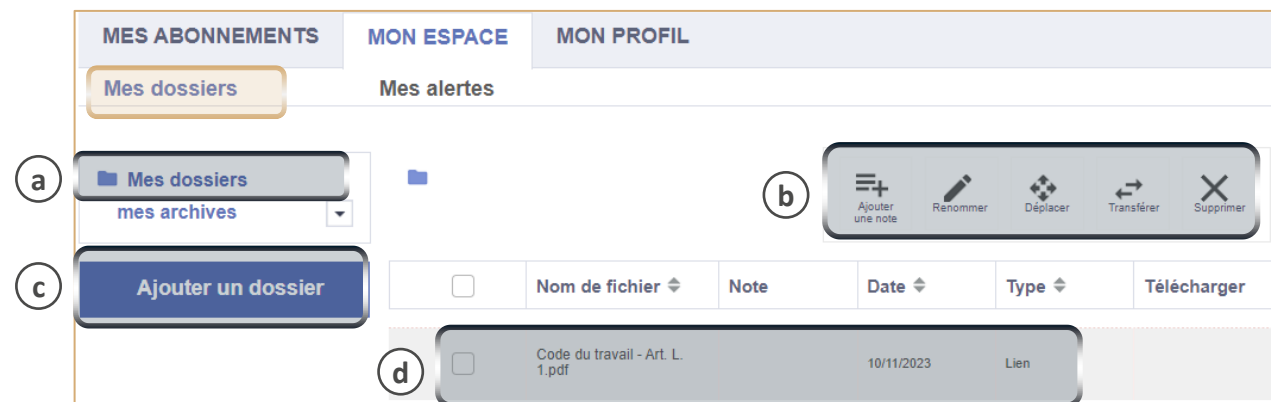 MES ABONNEMENTS MON ESPACE MON PROFIL
Mes dossiers Mes alertes
a Mes dossiers
mes archives
b
Ajouter
une note
Renommer Déplacer Transférer Supprimer
c Ajouter un dossier
Nom de fichier Note Date Type Télécharger
d
Code du travail - Art. L.
1.pdf
10/11/2023 Lien